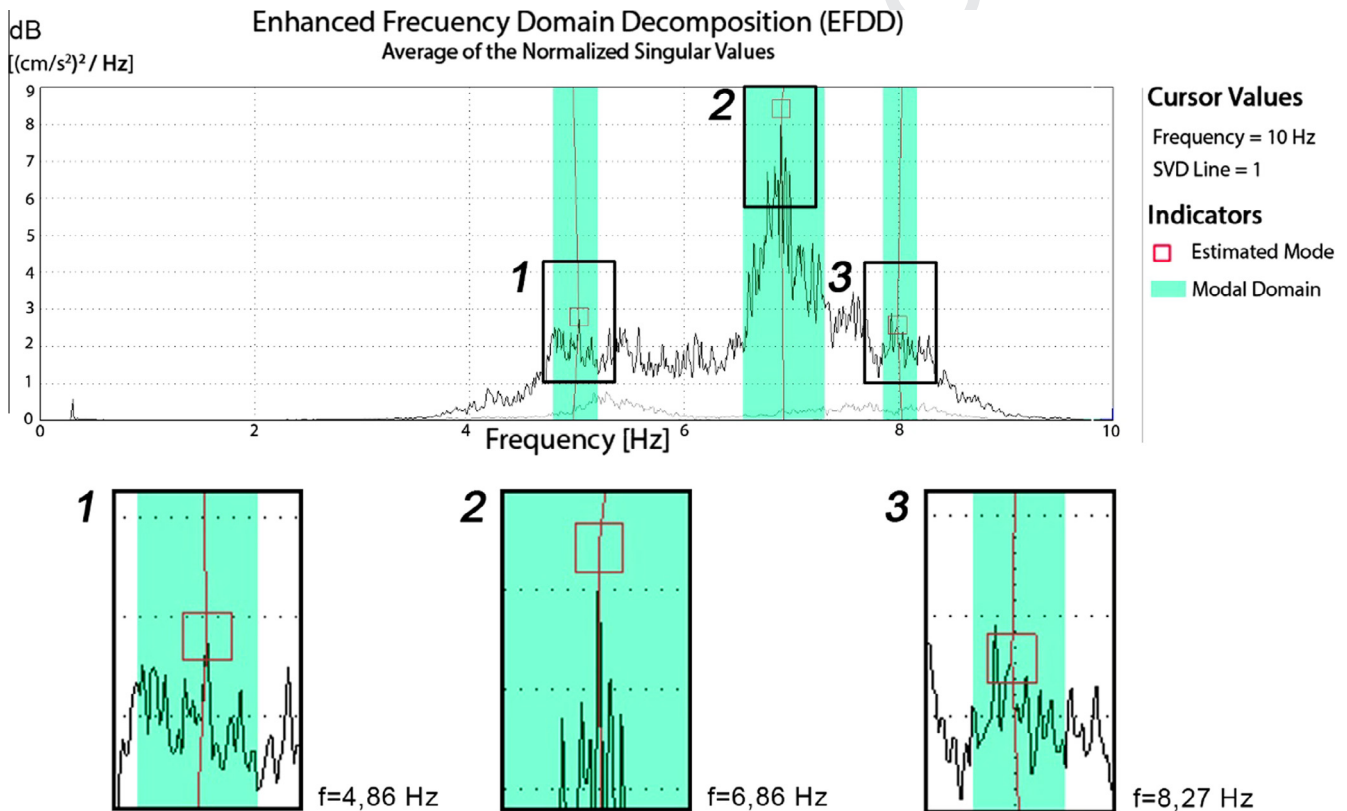 Enhanced Frecuency Domain Decomposition (EFDD)
Average of the Normalized Singular Values
dB
[(cm/s²)² / Hz]
9
8
7
6
5
4
3
2
1
0
0 2 4 6 8 10
Frequency [Hz]
1
2
3
Cursor Values
Frequency = 10 Hz
SVD Line = 1
Indicators
Estimated Mode
Modal Domain
1
f=4,86 Hz
2
f=6,86 Hz
3
f=8,27 Hz